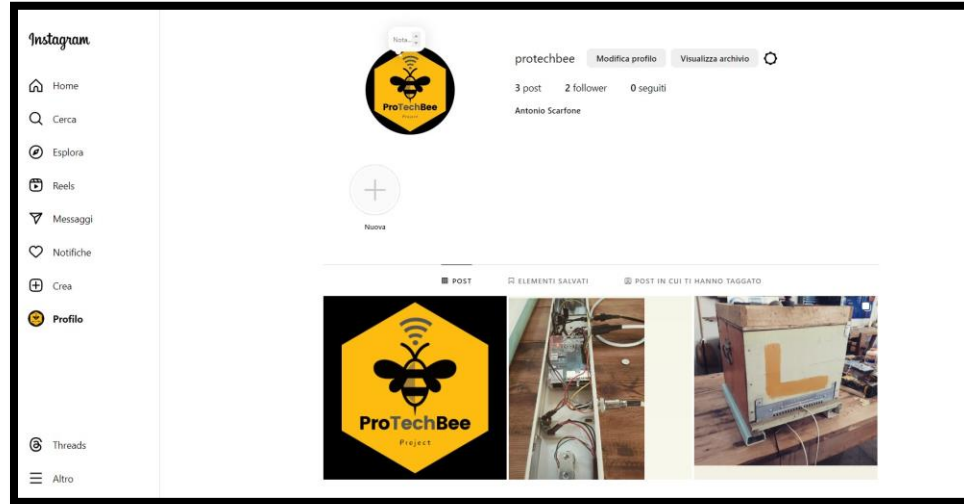 Instagram
Home
Cerca
Esplora
Reels
Messaggi
Notifiche
Crea
Profilo
Threads
Altro
Nota...
ProTechBee
Project
protechbee Modifica profilo Visualizza archivio
3 post 2 follower 0 seguiti
Antonio Scarfone
Nuova
POST ELEMENTI SALVATI POST IN CUI TI HANNO TAGGATO
ProTechBee
Project